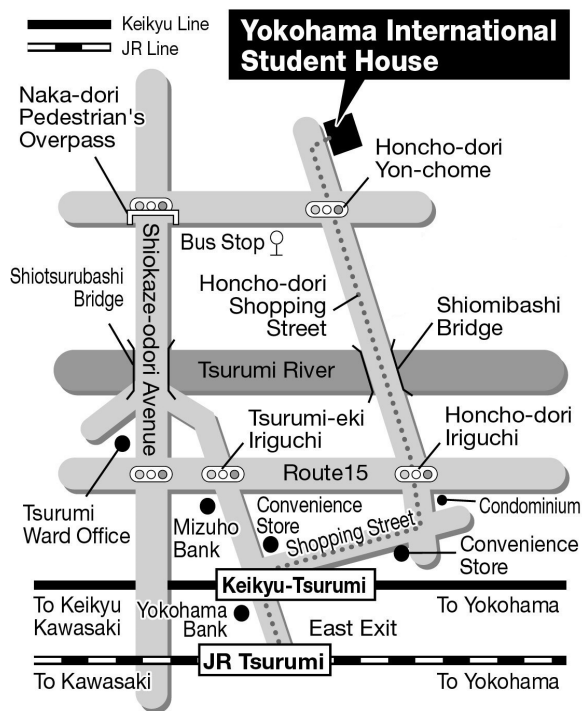 Keikyu Line
JR Line
Yokohama International
Student House
Naka-dori
Pedestrian's
Overpass
Honcho-dori
Yon-chome
Bus Stop
Shiokaze-odori Avenue
Shiotsurubashi
Bridge
Honcho-dori
Shopping
Street
Shiomibashi
Bridge
Tsurumi River
Tsurumi-eki
Iriguchi
Honcho-dori
Iriguchi
Route15
Tsurumi
Ward Office
Mizuho
Bank
Convenience
Store
Shopping Street
Condominium
Convenience
Store
Keikyu-Tsurumi
To Keikyu
Kawasaki
Yokohama
Bank
To Yokohama
East Exit
JR Tsurumi
To Kawasaki
To Yokohama